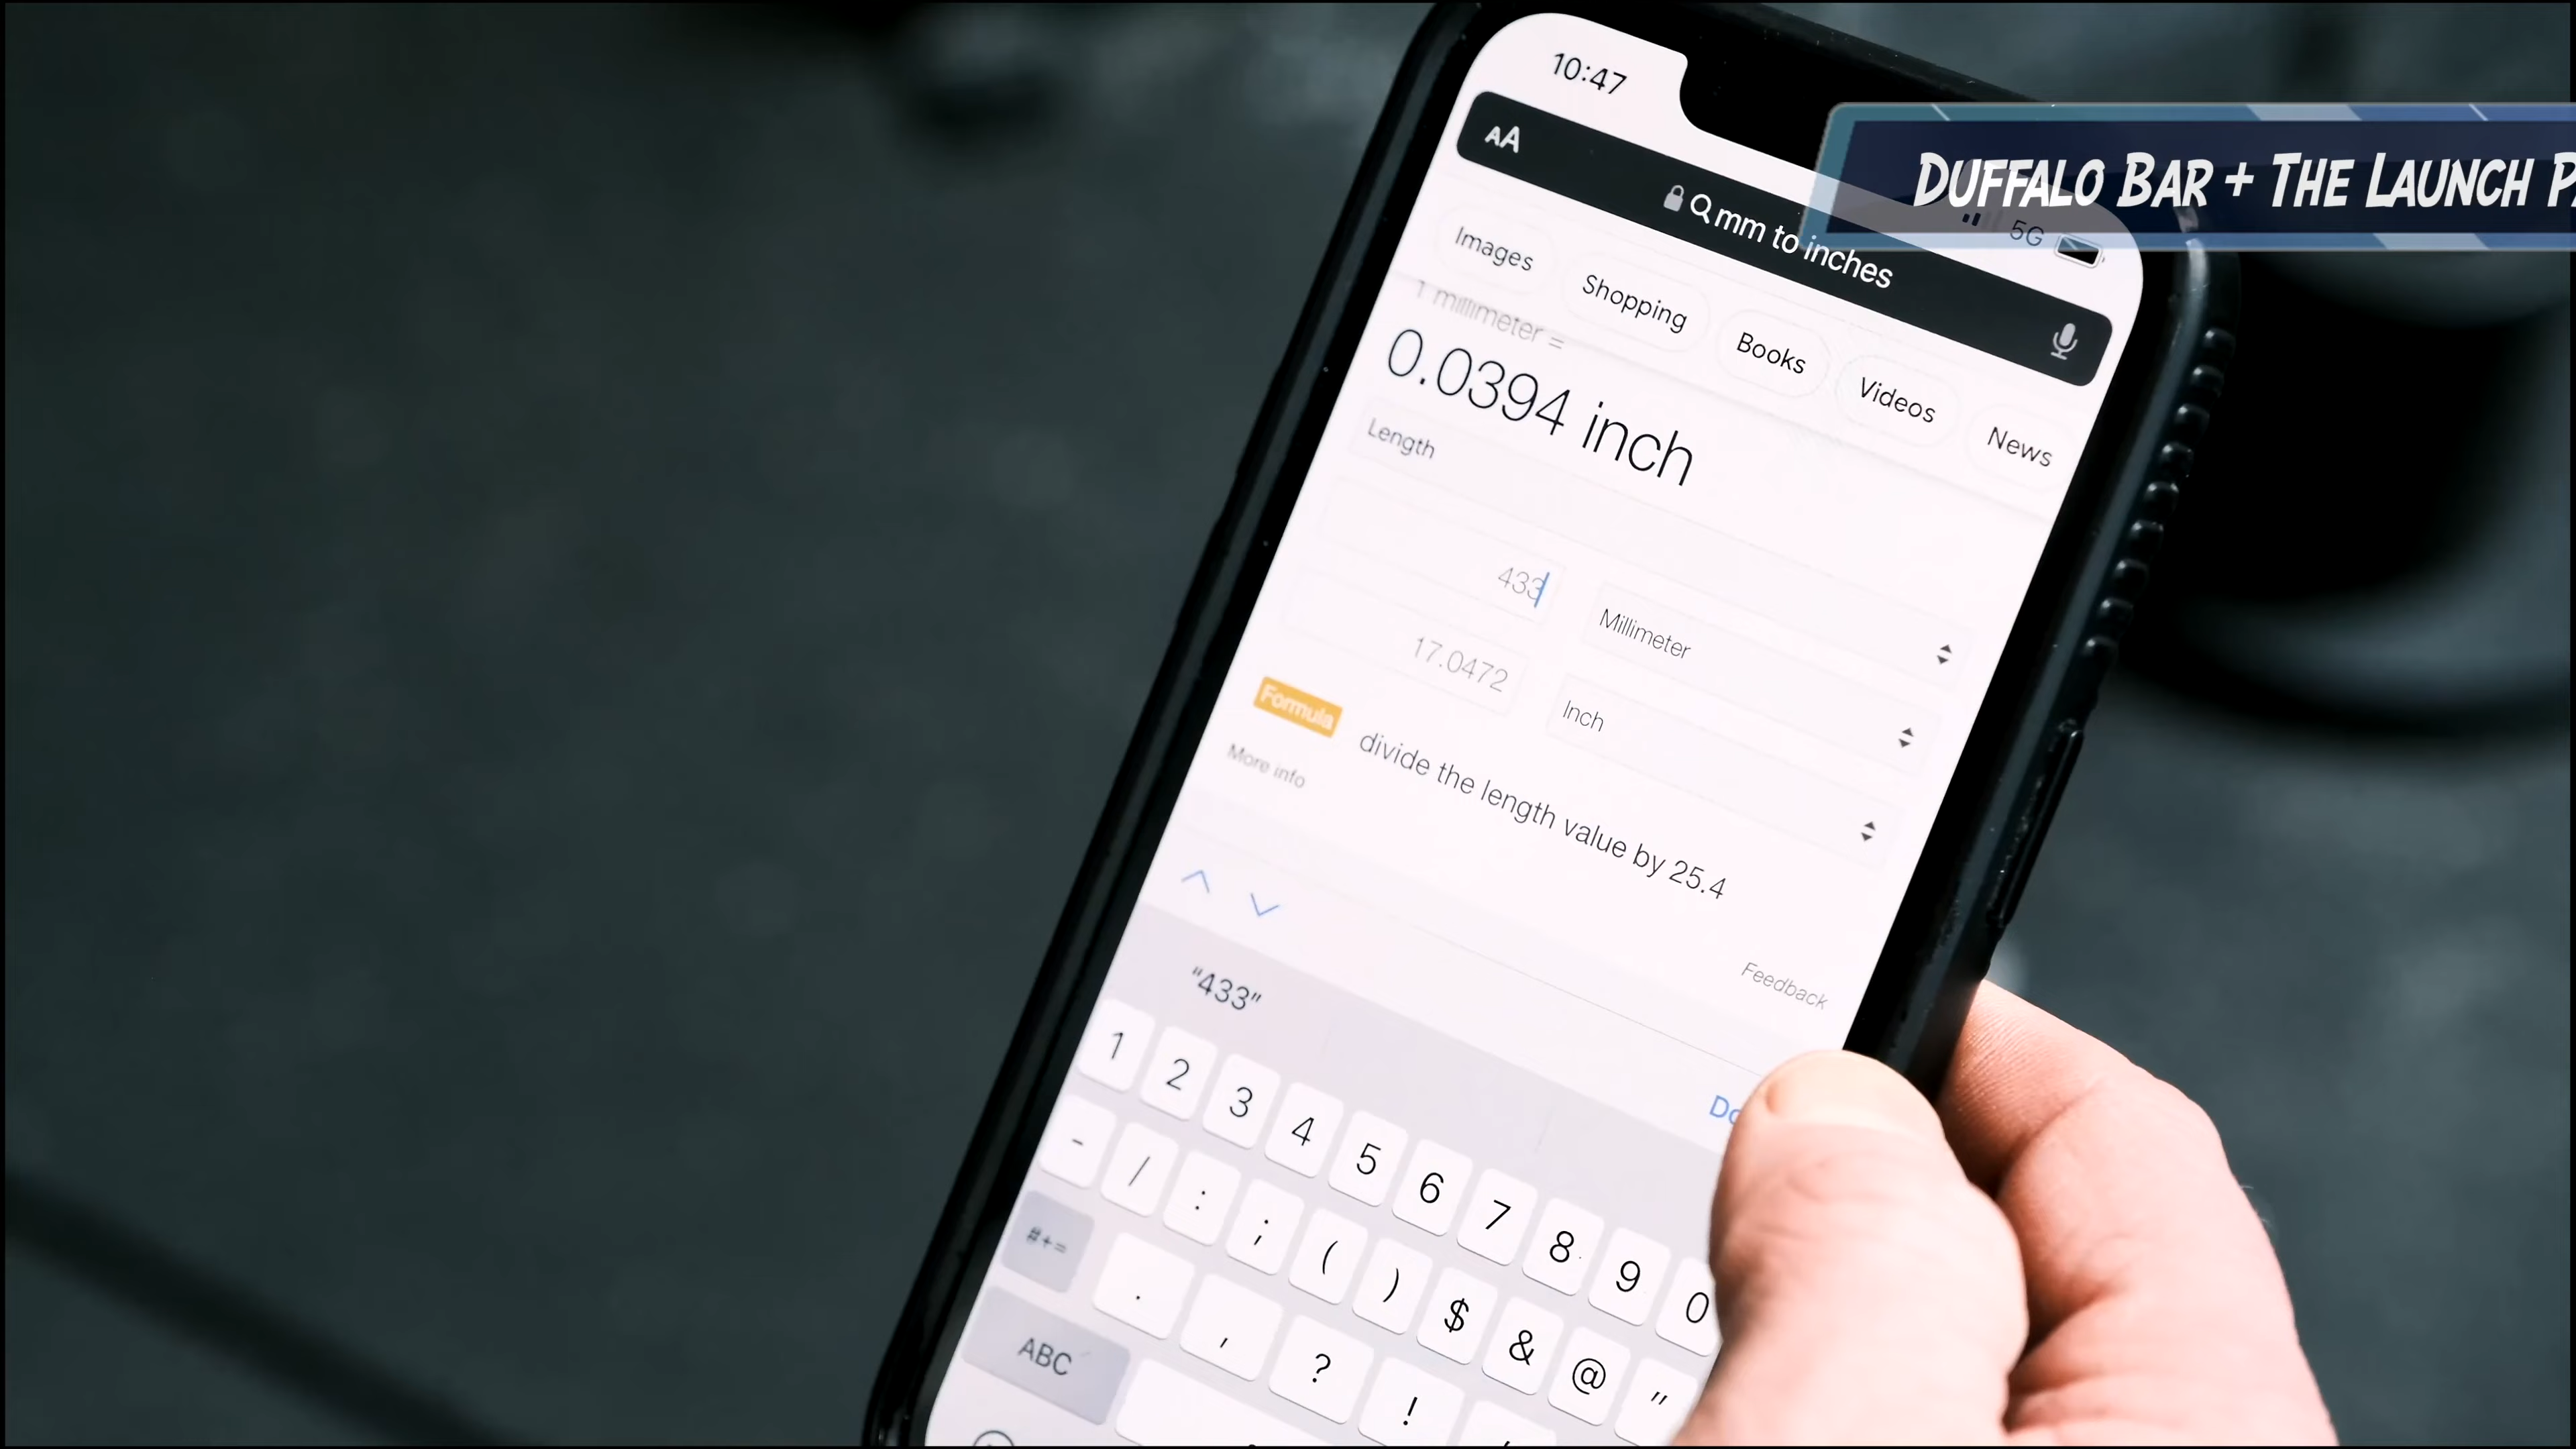 10:47
DUFFALO BAR + THE LAUNCH
5G
AA
mm to inches
Images
Shopping
Books
Videos
News
1 millimeter =
0.0394 inch
Length
433
Millimeter
17.0472
Inch
Formula
divide the length value by 25.4
More info
Feedback
"433"
1 2 3 4 5 6 7 8 9 0
- / : ; ( ) $ & @ "
#+= . , ? !
ABC